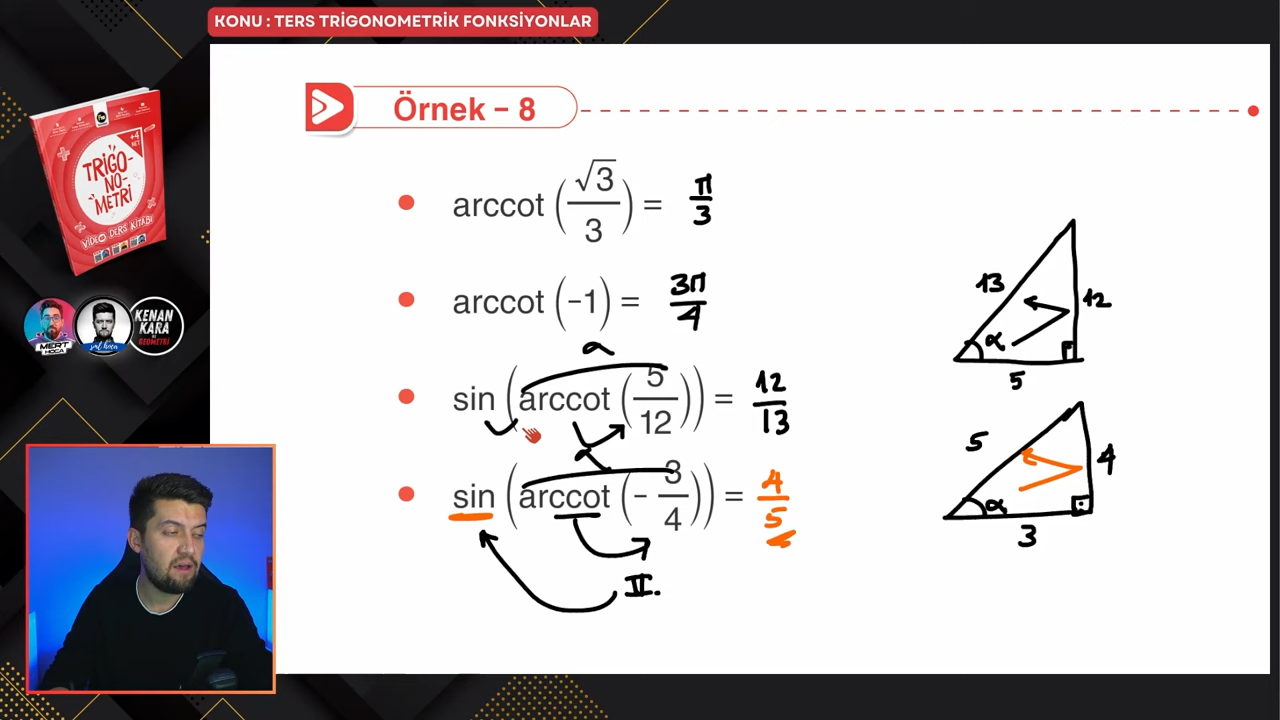 KONU : TERS TRİGONOMETRİK FONKSİYONLAR
Örnek – 8
+4 NET
TRİGO-
NO-
METRİ
VİDEO DERS KİTABI
MERT HOCA
KENAN
KARA
ile
GEOMETRİ
• arccot (√3/3) = π/3
• arccot (−1) = 3π/4
α
• sin (arccot (5/12)) = 12/13
α
• sin (arccot (− 3/4)) = 4/5
II.
13
12
α
5
5
4
α
3